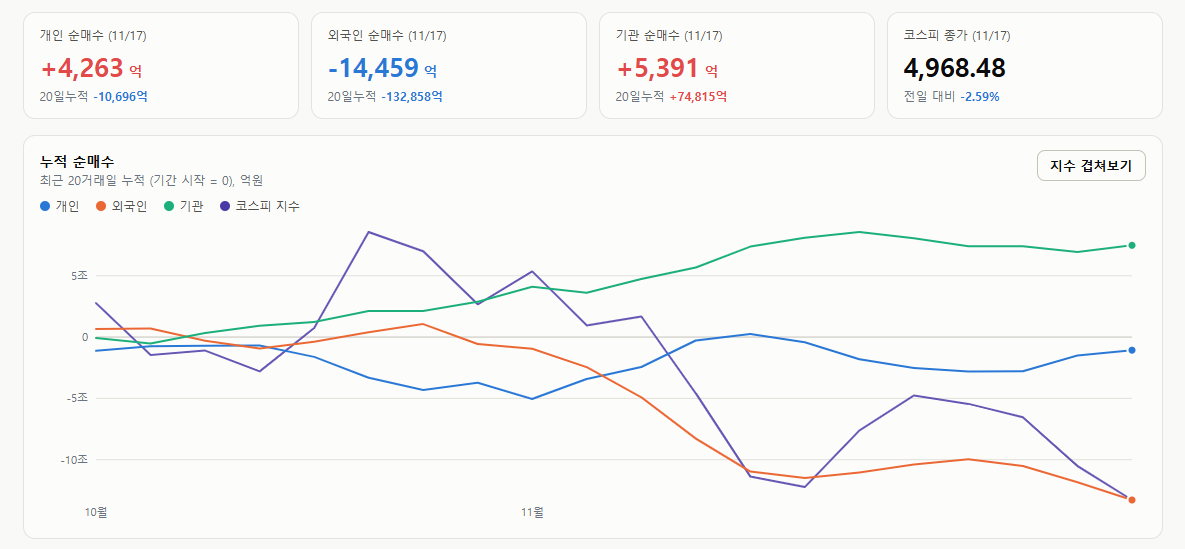 개인 순매수 (11/17)
+4,263 억
20일누적 -10,696억
외국인 순매수 (11/17)
-14,459 억
20일누적 -132,858억
기관 순매수 (11/17)
+5,391 억
20일누적 +74,815억
코스피 종가 (11/17)
4,968.48
전일 대비 -2.59%
누적 순매수
최근 20거래일 누적 (기간 시작 = 0), 억원
지수 겹쳐보기
개인 외국인 기관 코스피 지수
5조
0
-5조
-10조
10월 11월